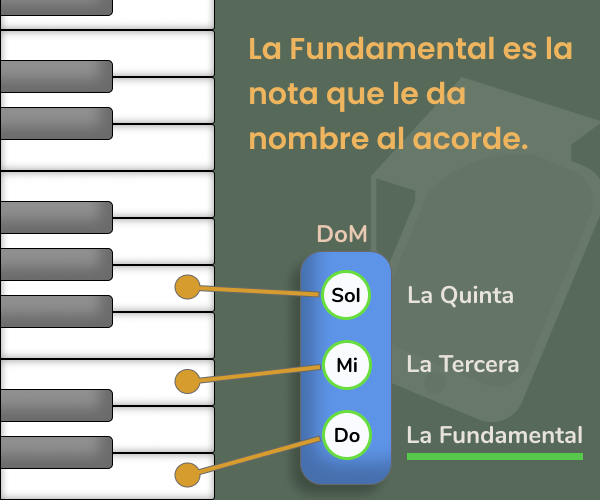 La Fundamental es la
nota que le da
nombre al acorde.
DoM
Sol
La Quinta
Mi
La Tercera
Do
La Fundamental